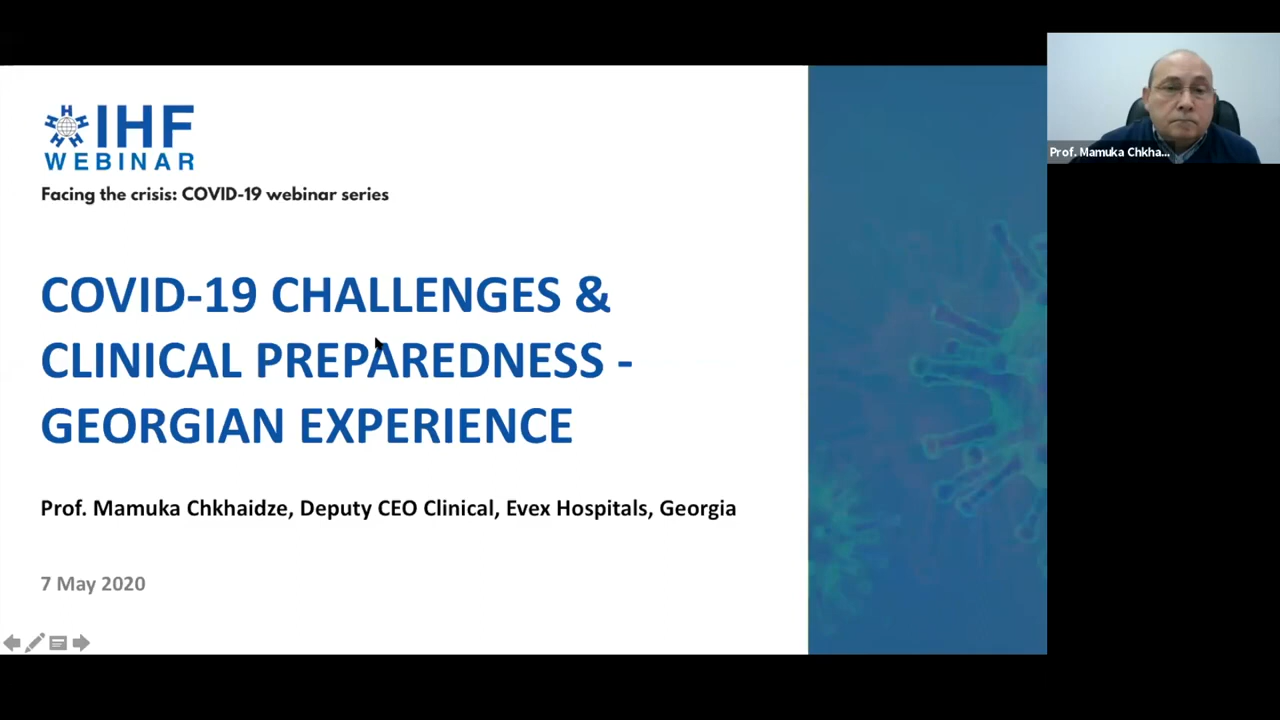 IHF
WEBINAR
Facing the crisis: COVID-19 webinar series
COVID-19 CHALLENGES &
CLINICAL PREPAREDNESS -
GEORGIAN EXPERIENCE
Prof. Mamuka Chkhaidze, Deputy CEO Clinical, Evex Hospitals, Georgia
7 May 2020
Prof. Mamuka Chkha...